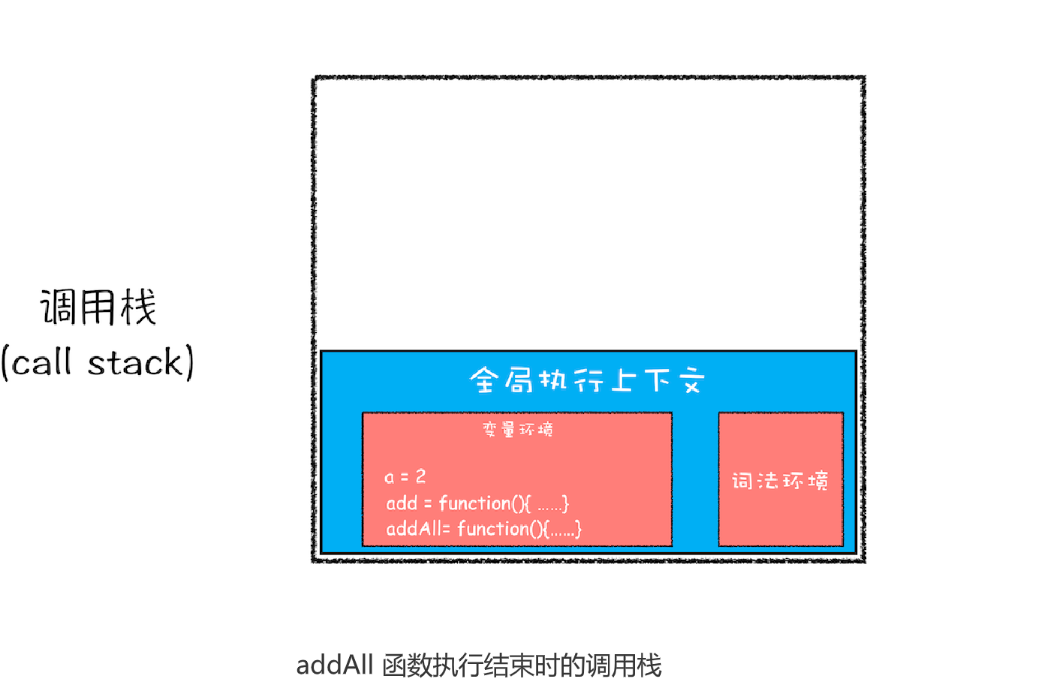 调用栈
(call stack)
全局执行上下文
变量环境
a = 2
add = function(){ ......}
addAll= function(){......}
词法环境
addAll 函数执行结束时的调用栈